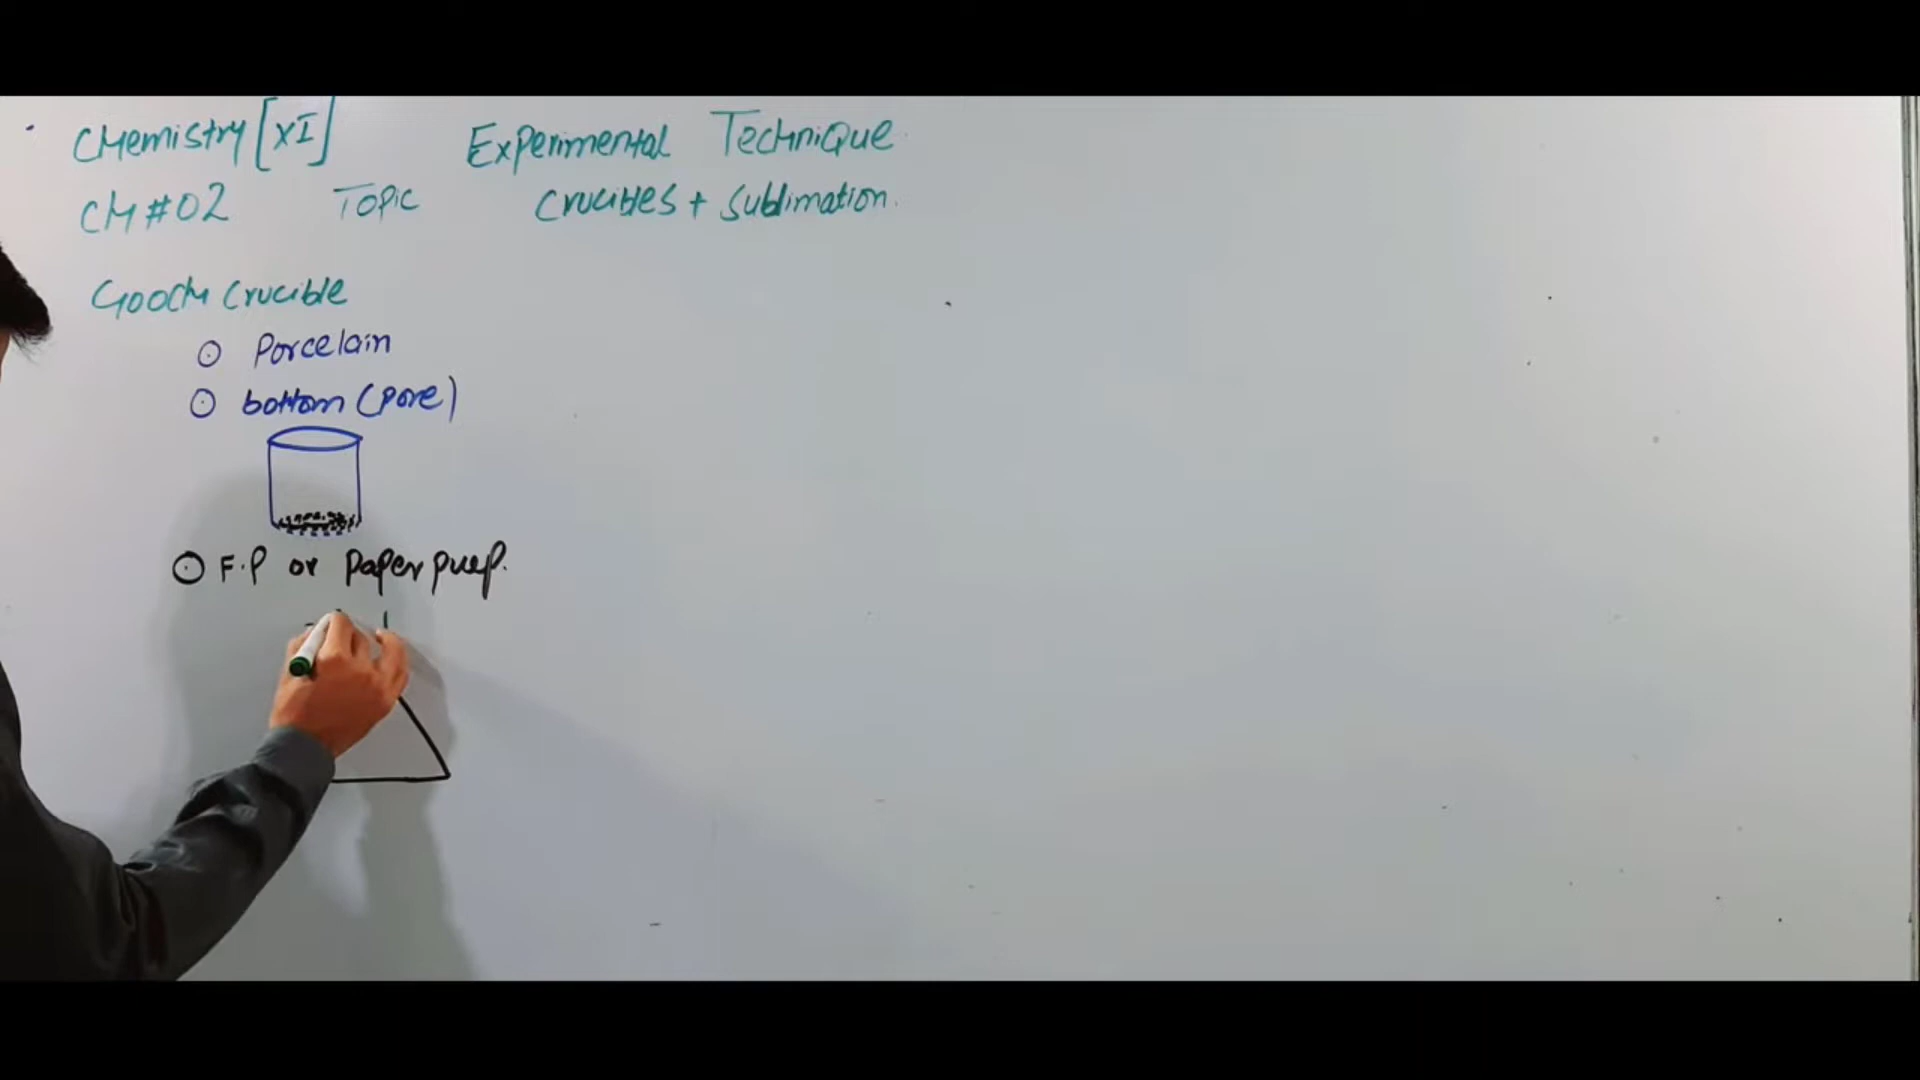 Chemistry [XI] Experimental Technique
CH#02 Topic Crucibles + Sublimation.
Gooch Crucible
Porcelain
bottom (Pore)
F.P or Paper pulp.